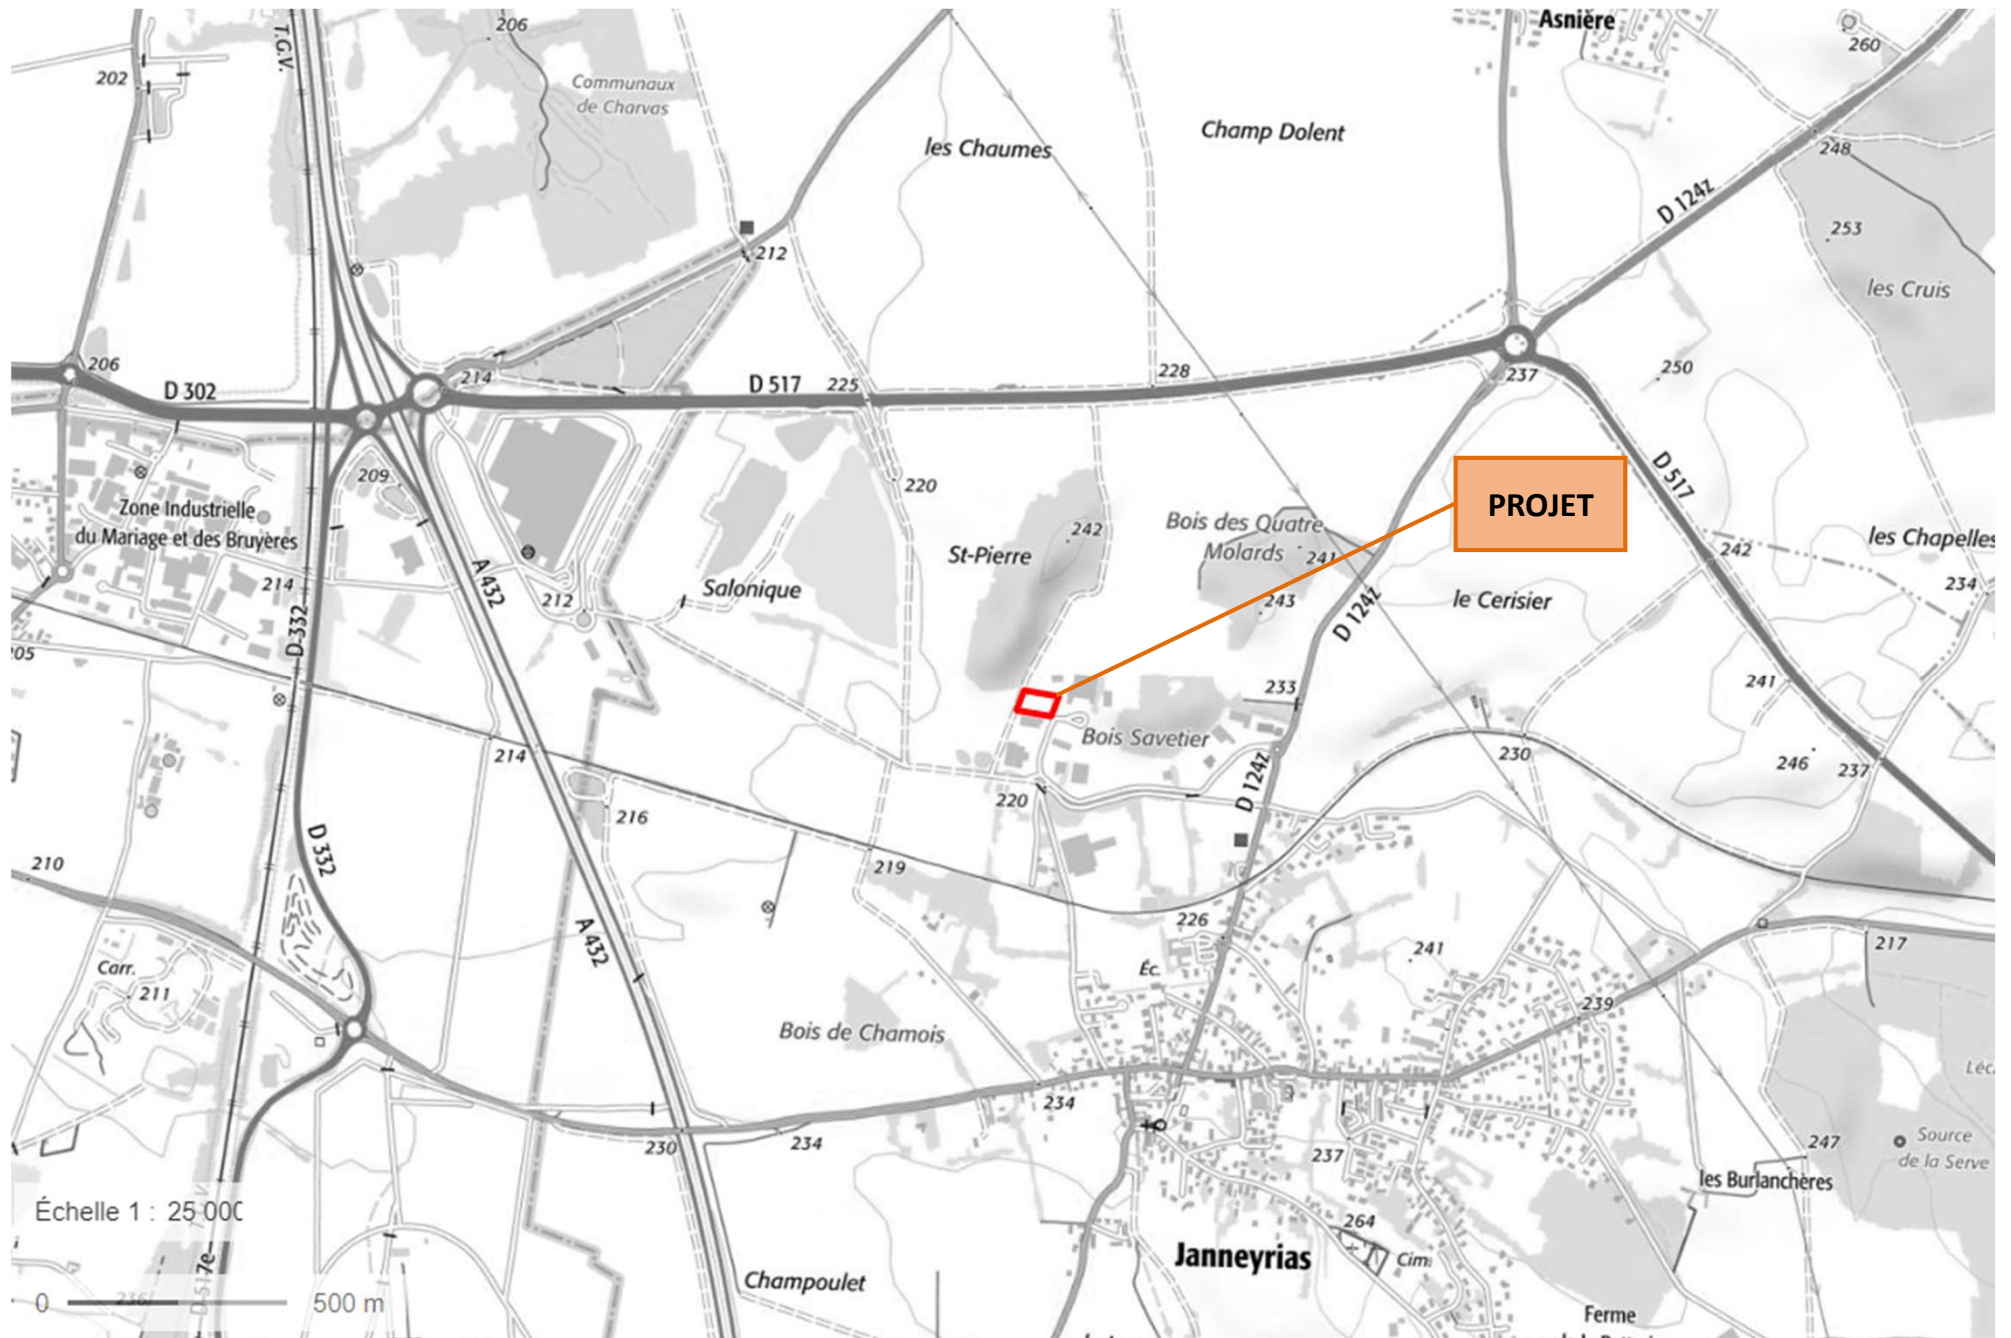 Asnière
206
T.G.V.
260
202
Communaux
de Charvas
Champ Dolent
les Chaumes
248
D 124z
253
212
les Cruis
206
214
D 302
D 517
225
228
237
250
209
220
D 517
PROJET
Zone Industrielle
du Mariage et des Bruyères
242
Bois des Quatre
Molards
241
St-Pierre
les Chapelles
242
214
A 432
212
Salonique
243
le Cerisier
234
D 332
D 124z
233
241
Bois Savetier
214
230
246
237
220
D 124z
216
D 332
210
219
226
A 432
241
217
Carr.
211
Éc.
239
Bois de Chamois
234
230
234
247
Source
de la Serve
237
les Burlanchères
Échelle 1 : 25 000
264
Janneyrias
Cim.
Champoulet
0
236
500 m
Ferme